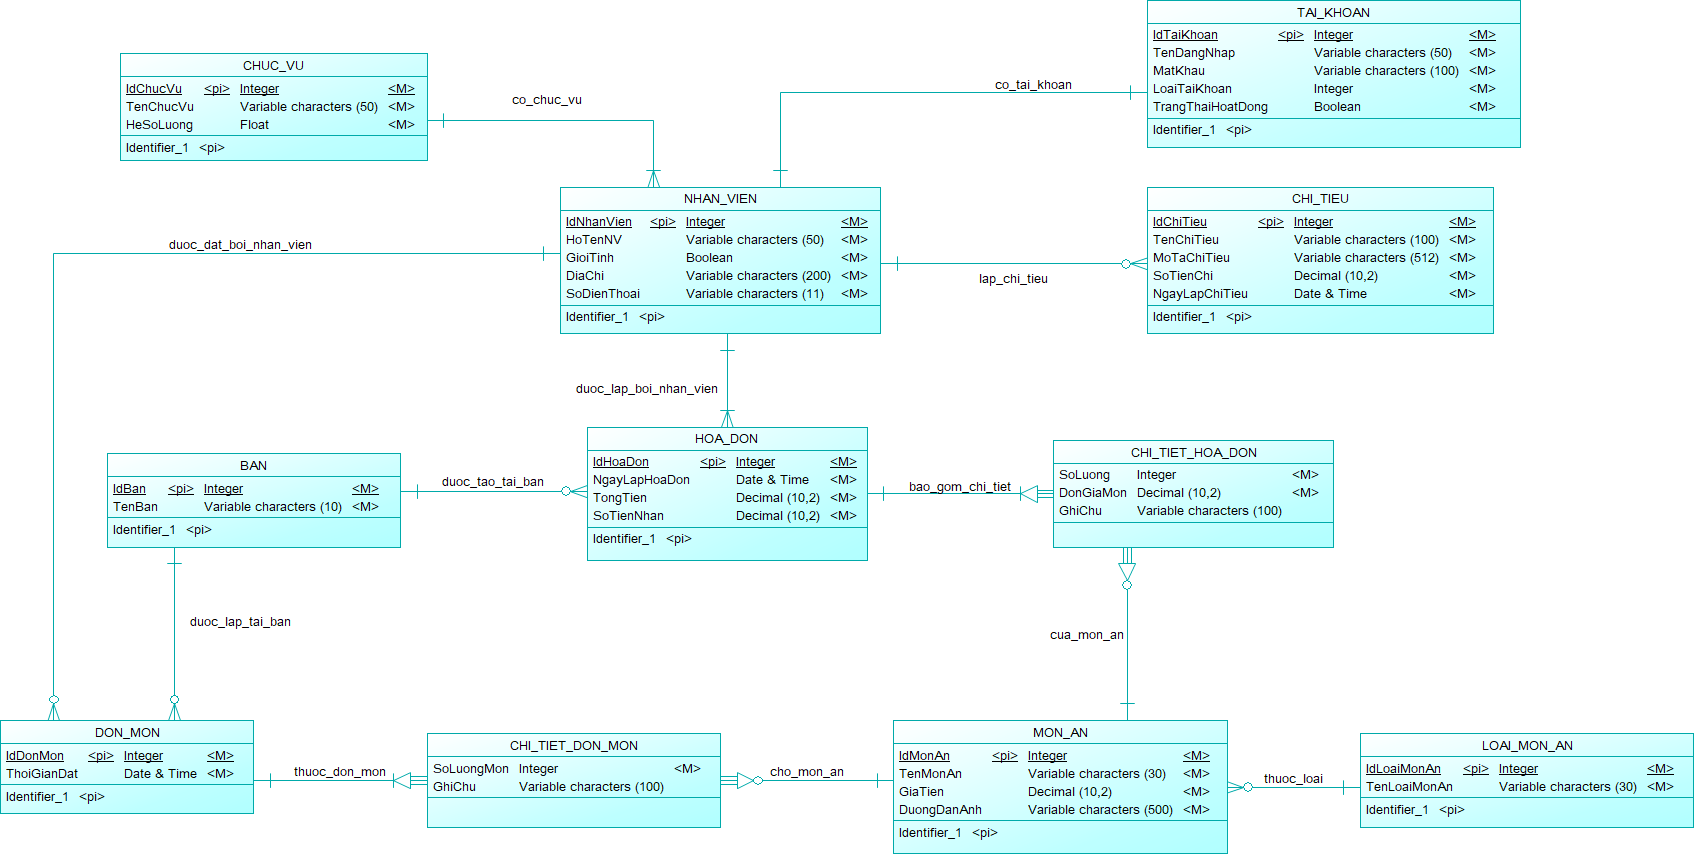 TAI_KHOAN
IdTaiKhoan <pi> Integer <M>
TenDangNhap Variable characters (50) <M>
MatKhau Variable characters (100) <M>
LoaiTaiKhoan Integer <M>
TrangThaiHoatDong Boolean <M>
Identifier_1 <pi>
CHUC_VU
IdChucVu <pi> Integer <M>
TenChucVu Variable characters (50) <M>
HeSoLuong Float <M>
Identifier_1 <pi>
co_chuc_vu
co_tai_khoan
NHAN_VIEN
IdNhanVien <pi> Integer <M>
HoTenNV Variable characters (50) <M>
GioiTinh Boolean <M>
DiaChi Variable characters (200) <M>
SoDienThoai Variable characters (11) <M>
Identifier_1 <pi>
CHI_TIEU
IdChiTieu <pi> Integer <M>
TenChiTieu Variable characters (100) <M>
MoTaChiTieu Variable characters (512) <M>
SoTienChi Decimal (10,2) <M>
NgayLapChiTieu Date & Time <M>
Identifier_1 <pi>
duoc_dat_boi_nhan_vien
lap_chi_tieu
duoc_lap_boi_nhan_vien
BAN
IdBan <pi> Integer <M>
TenBan Variable characters (10) <M>
Identifier_1 <pi>
duoc_tao_tai_ban
HOA_DON
IdHoaDon <pi> Integer <M>
NgayLapHoaDon Date & Time <M>
TongTien Decimal (10,2) <M>
SoTienNhan Decimal (10,2) <M>
Identifier_1 <pi>
bao_gom_chi_tiet
CHI_TIET_HOA_DON
SoLuong Integer <M>
DonGiaMon Decimal (10,2) <M>
GhiChu Variable characters (100)
duoc_lap_tai_ban
cua_mon_an
DON_MON
IdDonMon <pi> Integer <M>
ThoiGianDat Date & Time <M>
Identifier_1 <pi>
thuoc_don_mon
CHI_TIET_DON_MON
SoLuongMon Integer <M>
GhiChu Variable characters (100)
cho_mon_an
MON_AN
IdMonAn <pi> Integer <M>
TenMonAn Variable characters (30) <M>
GiaTien Decimal (10,2) <M>
DuongDanAnh Variable characters (500) <M>
Identifier_1 <pi>
thuoc_loai
LOAI_MON_AN
IdLoaiMonAn <pi> Integer <M>
TenLoaiMonAn Variable characters (30) <M>
Identifier_1 <pi>